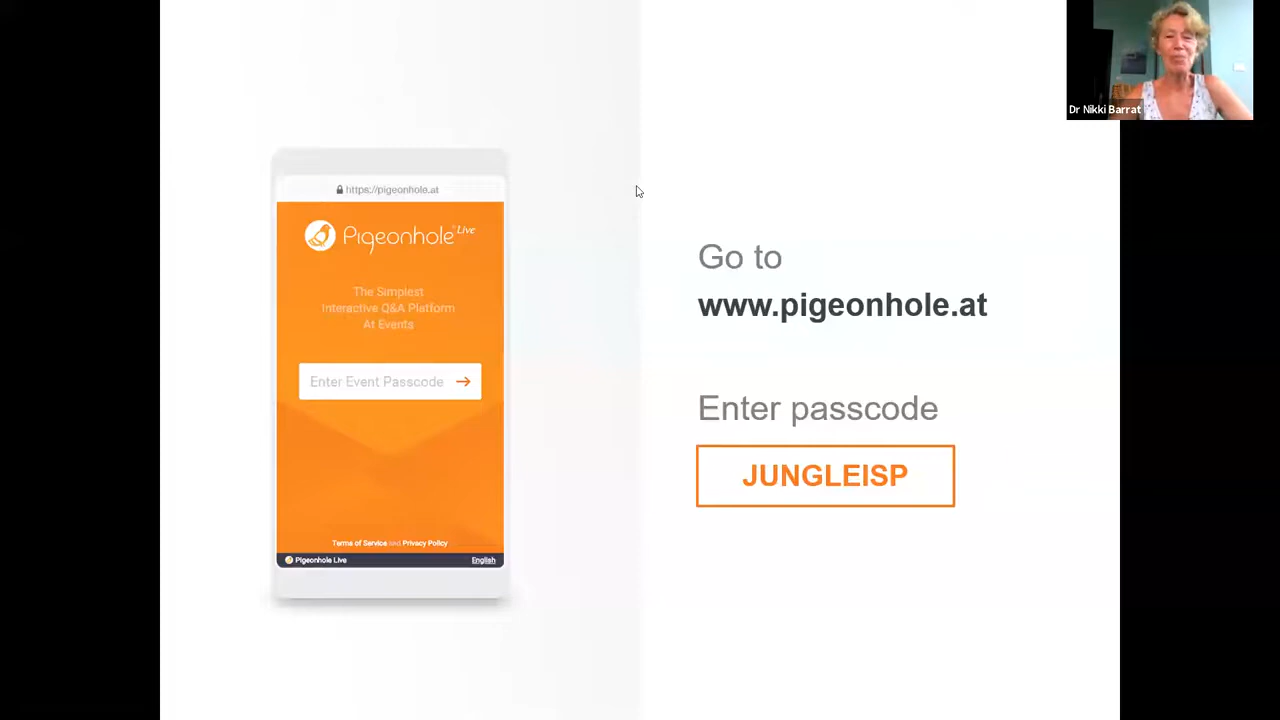 Dr Nikki Barrat
https://pigeonhole.at
Pigeonhole Live
The Simplest
Interactive Q&A Platform
At Events
Enter Event Passcode
Terms of Service and Privacy Policy
Pigeonhole Live
English
Go to
www.pigeonhole.at
Enter passcode
JUNGLEISP